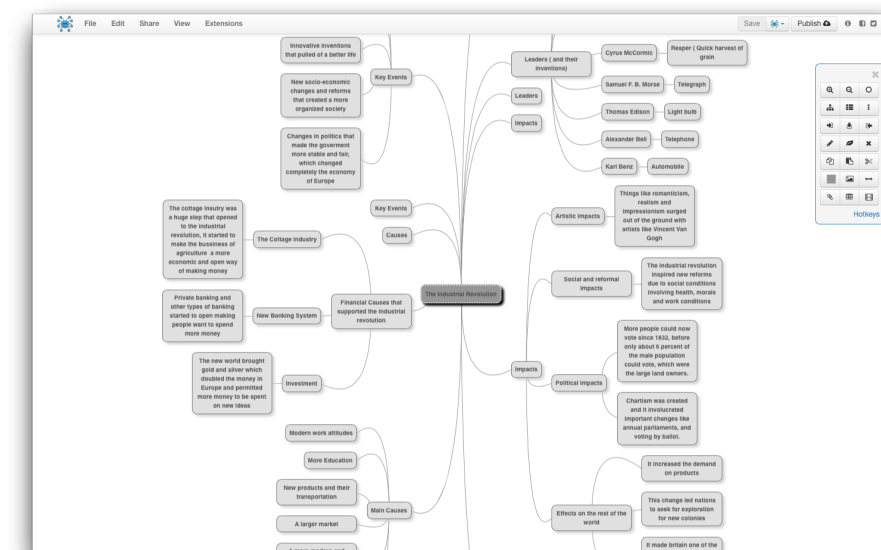 File Edit Share View Extensions
Save
Publish
Innovative inventions
that pulled of a better life
Key Events
New socio-economic
changes and reforms
that created a more
organized society
Changes in politics that
made the goverment
more stable and fair,
which changed
completely the economy
of Europe
Leaders ( and their
inventions)
Cyrus McCormic
Reaper ( Quick harvest of
grain
Samuel F. B. Morse
Telegraph
Leaders
Thomas Edison
Light bulb
Impacts
Alexander Bell
Telephone
Karl Benz
Automobile
Hotkeys
Key Events
Causes
The cottage insutry was
a huge step that opened
to the industrial
revolution, it started to
make the bussiness of
agriculture a more
economic and open way
of making money
The Cottage Industry
Private banking and
other types of banking
started to open making
people want to spend
more money
New Banking System
Financial Causes that
supported the industrial
revolution
The new world brought
gold and silver which
doubled the money in
Europe and permitted
more money to be spent
on new ideas
Investment
The Industrial Revolution
Artistic impacts
Things like romanticism,
realism and
impressionism surged
out of the ground with
artists like Vincent Van
Gogh
Social and reformal
impacts
The industrial revolution
inspired new reforms
due to social conditions
involving health, morals
and work conditions
Impacts
Political impacts
More people could now
vote since 1832, before
only about 6 percent of
the male population
could vote, which were
the large land owners.
Chartism was created
and it involucrated
important changes like
annual parliaments, and
voting by ballot.
Modern work attitudes
More Education
New products and their
transportation
Main Causes
A larger market
Effects on the rest of the
world
It increased the demand
on products
This change led nations
to seek for exploration
for new colonies
It made britain one of the